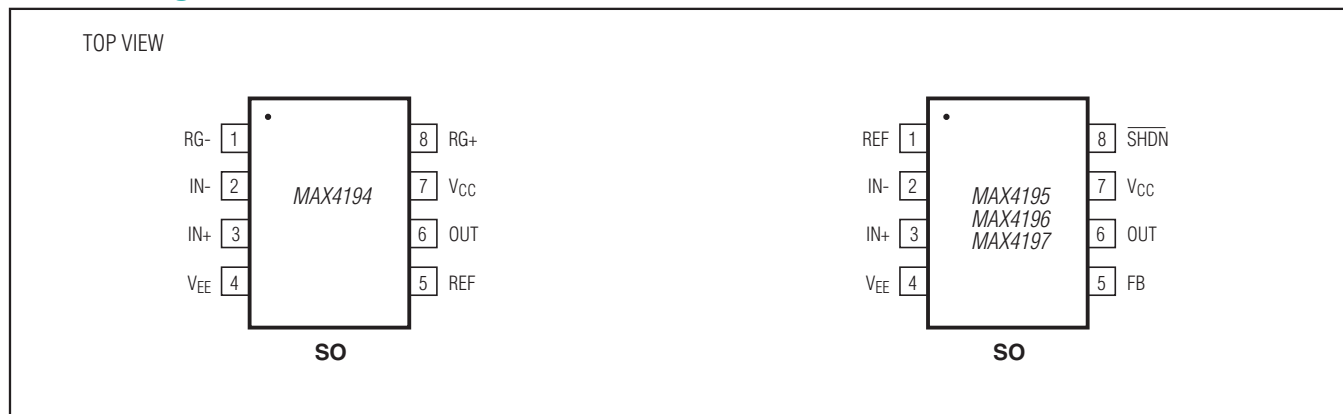 TOP VIEW
RG- 1
IN- 2
IN+ 3
VEE 4
MAX4194
8 RG+
7 VCC
6 OUT
5 REF
SO
REF 1
IN- 2
IN+ 3
VEE 4
MAX4195
MAX4196
MAX4197
8 SHDN
7 VCC
6 OUT
5 FB
SO